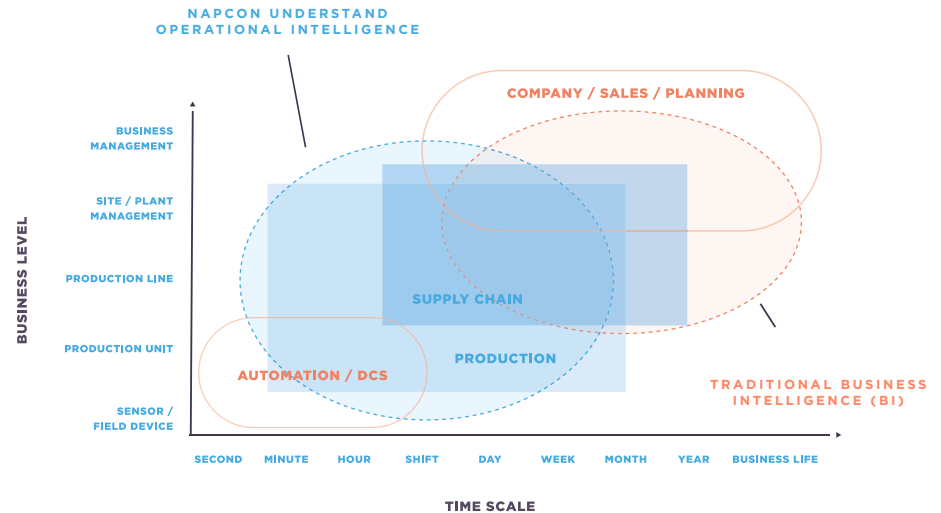 NAPCON UNDERSTAND
OPERATIONAL INTELLIGENCE
COMPANY / SALES / PLANNING
BUSINESS
MANAGEMENT
SITE / PLANT
MANAGEMENT
BUSINESS LEVEL
PRODUCTION LINE
SUPPLY CHAIN
PRODUCTION UNIT
PRODUCTION
AUTOMATION / DCS
TRADITIONAL BUSINESS
INTELLIGENCE (BI)
SENSOR /
FIELD DEVICE
SECOND MINUTE HOUR SHIFT DAY WEEK MONTH YEAR BUSINESS LIFE
TIME SCALE